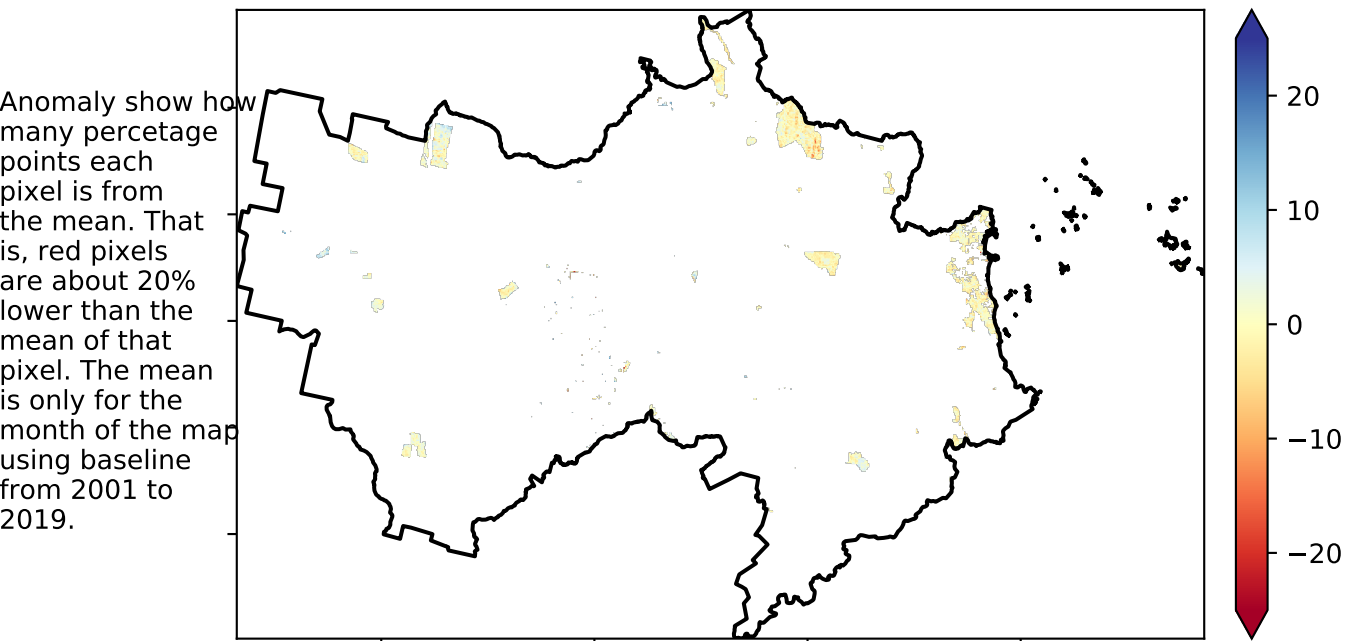 Anomaly show how
many percetage
points each
pixel is from
the mean. That
is, red pixels
are about 20%
lower than the
mean of that
pixel. The mean
is only for the
month of the map
using baseline
from 2001 to
2019.
20
10
0
−10
−20